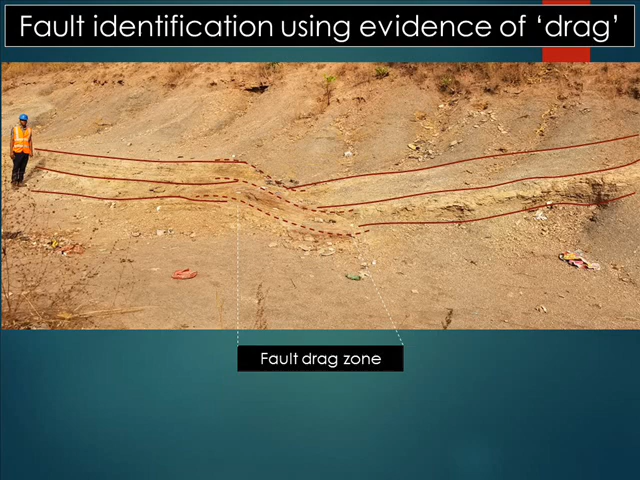 Fault identification using evidence of ‘drag’
Fault drag zone